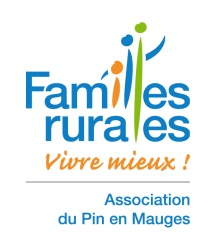 Familles
rurales
Vivre mieux !
Association
du Pin en Mauges